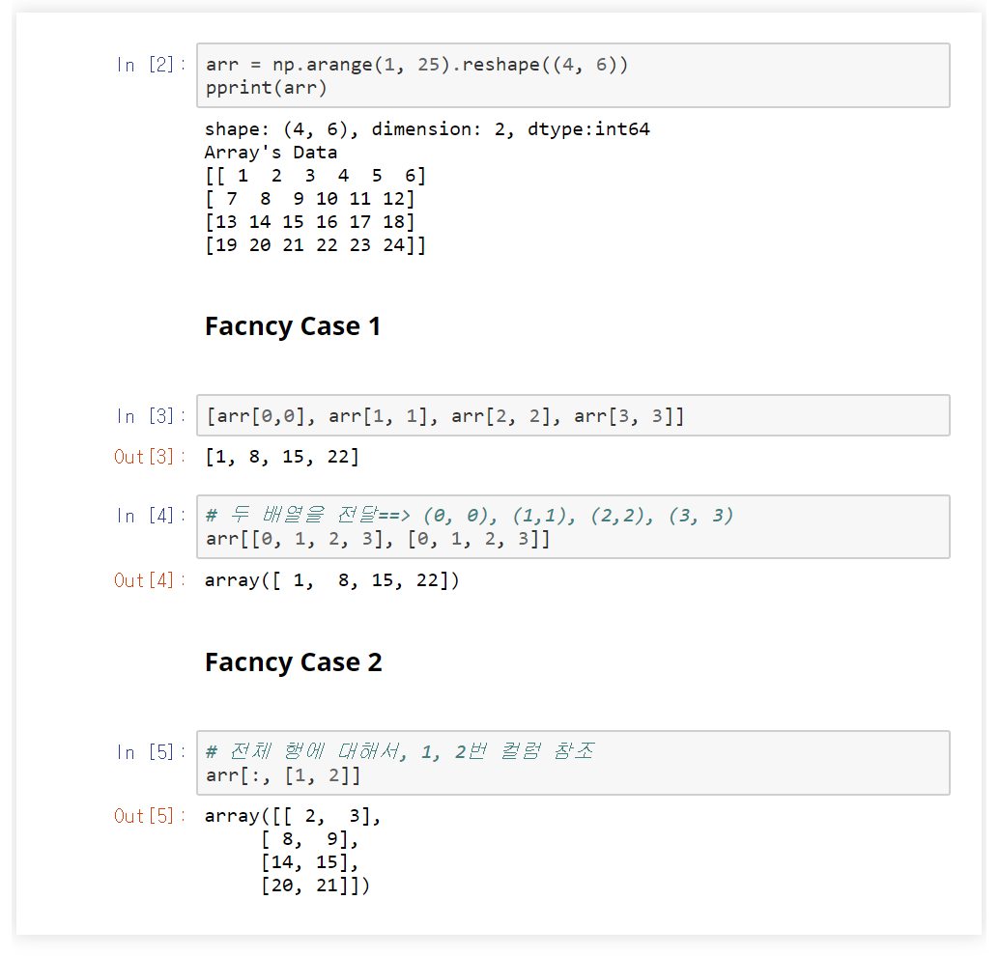 In [2]: arr = np.arange(1, 25).reshape((4, 6))
pprint(arr)
shape: (4, 6), dimension: 2, dtype:int64
Array's Data
[[ 1  2  3  4  5  6]
[ 7  8  9 10 11 12]
[13 14 15 16 17 18]
[19 20 21 22 23 24]]
Facncy Case 1
In [3]: [arr[0,0], arr[1, 1], arr[2, 2], arr[3, 3]]
Out[3]: [1, 8, 15, 22]
In [4]: # 두 배열을 전달==> (0, 0), (1,1), (2,2), (3, 3)
arr[[0, 1, 2, 3], [0, 1, 2, 3]]
Out[4]: array([ 1,  8, 15, 22])
Facncy Case 2
In [5]: # 전체 행에 대해서, 1, 2번 컬럼 참조
arr[:, [1, 2]]
Out[5]: array([[ 2,  3],
[ 8,  9],
[14, 15],
[20, 21]])